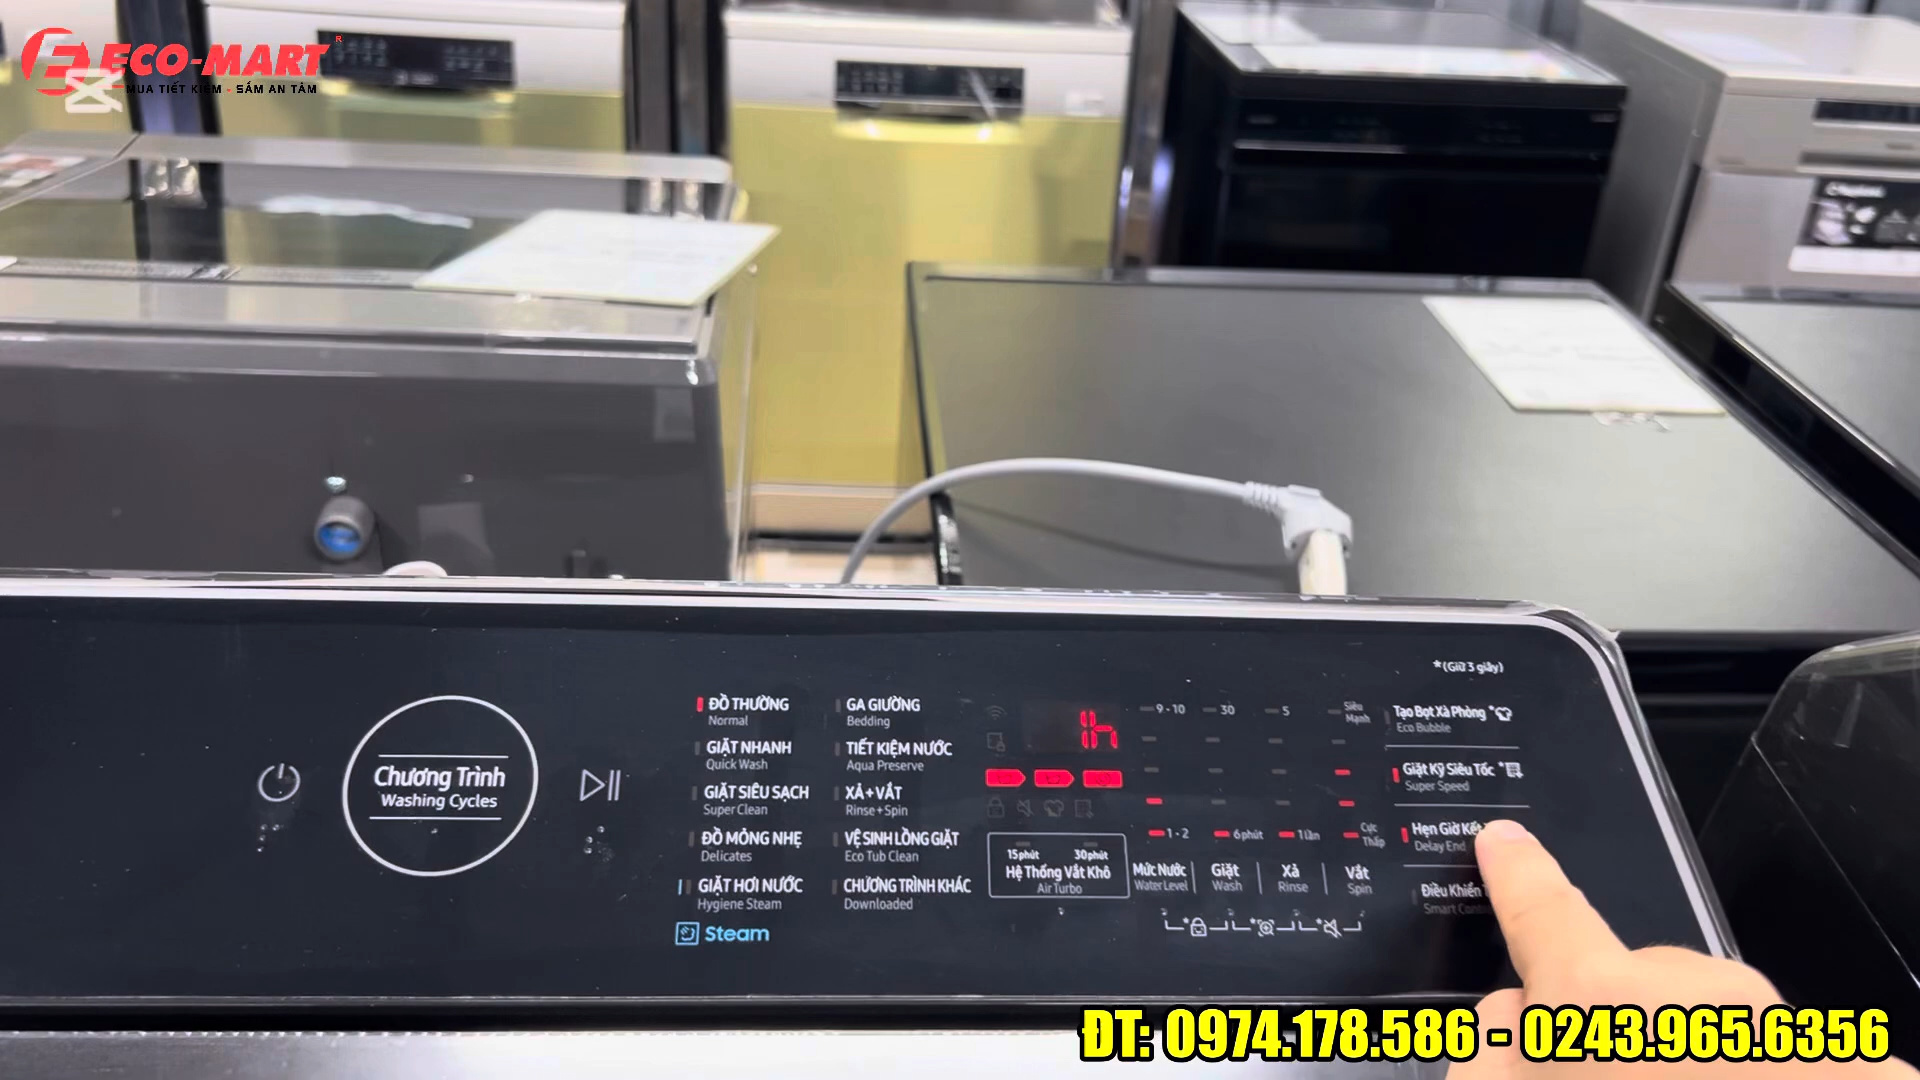 ECO-MART®
MUA TIẾT KIỆM - SẮM AN TÂM
*(Giữ 3 giây)
Chương Trình
Washing Cycles
ĐỒ THƯỜNG
Normal
GIẶT NHANH
Quick Wash
GIẶT SIÊU SẠCH
Super Clean
ĐỒ MỎNG NHẸ
Delicates
GIẶT HƠI NƯỚC
Hygiene Steam
Steam
GA GIƯỜNG
Bedding
TIẾT KIỆM NƯỚC
Aqua Preserve
XẢ+VẮT
Rinse+Spin
VỆ SINH LỒNG GIẶT
Eco Tub Clean
CHƯƠNG TRÌNH KHÁC
Downloaded
1h
15phút 30phút
Hệ Thống Vắt Khô
Air Turbo
9-10 30 5 Siêu Mạnh
1-2 6phút 1lần Cực Thấp
Mức Nước Giặt Xả Vắt
Water Level Wash Rinse Spin
Tạo Bọt Xà Phòng *
Eco Bubble
Giặt Kỹ Siêu Tốc *
Super Speed
Hẹn Giờ Kết
Delay End
Điều Khiển
Smart
ĐT: 0974.178.586 - 0243.965.6356